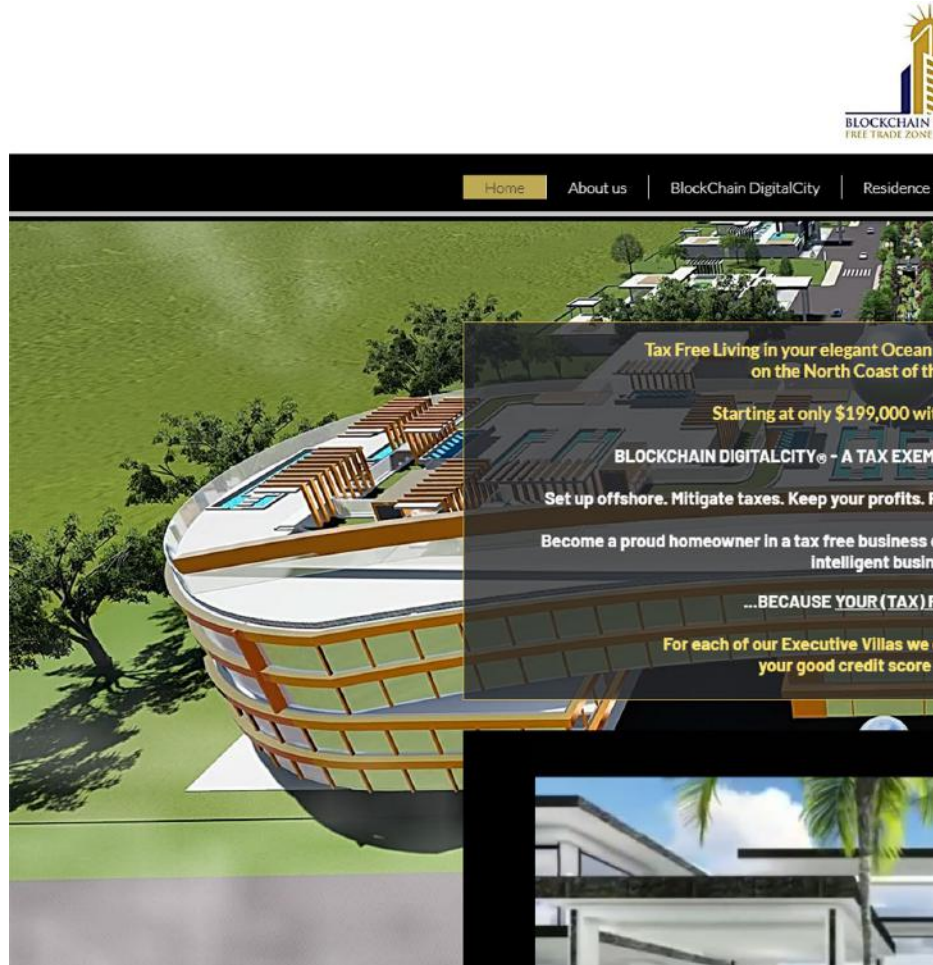 BLOCKCHAIN
FREE TRADE ZONE
Home About us BlockChain DigitalCity Residence
Tax Free Living in your elegant Ocean
on the North Coast of th
Starting at only $199,000 wit
BLOCKCHAIN DIGITALCITY® - A TAX EXEM
Set up offshore. Mitigate taxes. Keep your profits.
Become a proud homeowner in a tax free business
intelligent busin
...BECAUSE YOUR (TAX)
For each of our Executive Villas we
your good credit score